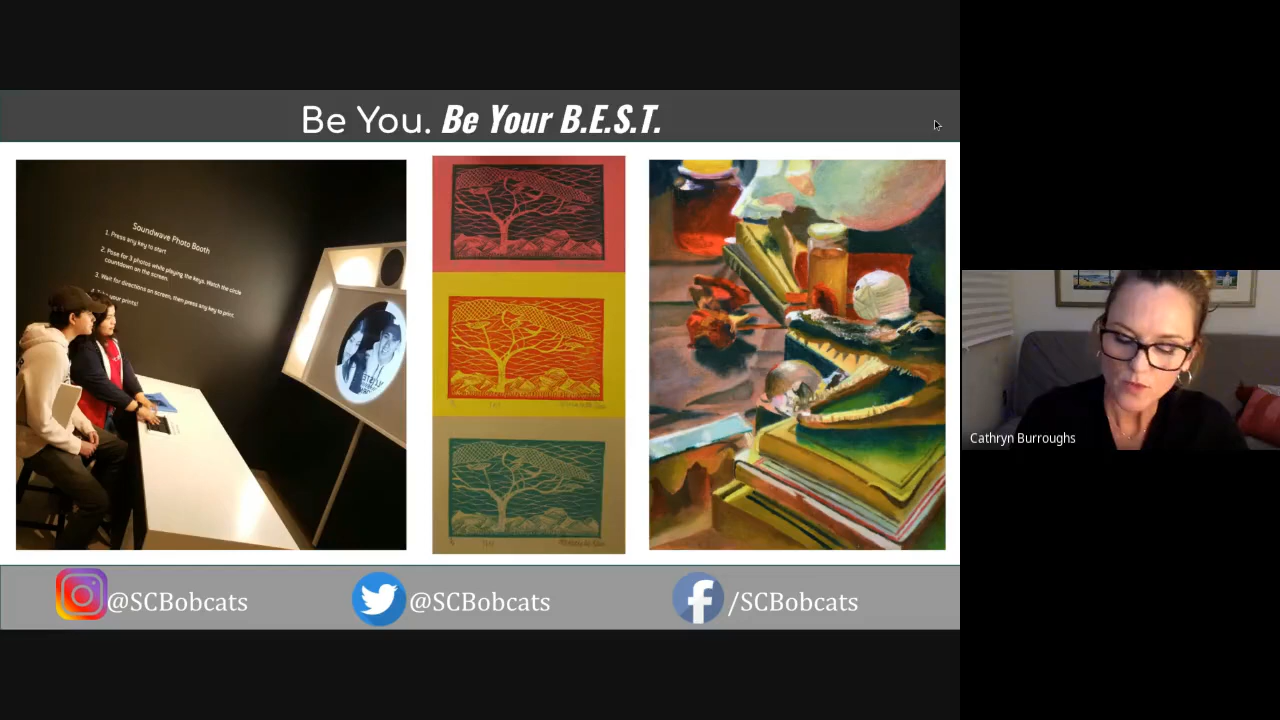 Be You. Be Your B.E.S.T.
Soundwave Photo Booth
1. Press any key to start
2. Pose for 3 photos while playing the keys. Watch the circle
countdown on the screen.
3. Wait for directions on screen, then press any key to print.
your prints!
@SCBobcats
@SCBobcats
/SCBobcats
Cathryn Burroughs